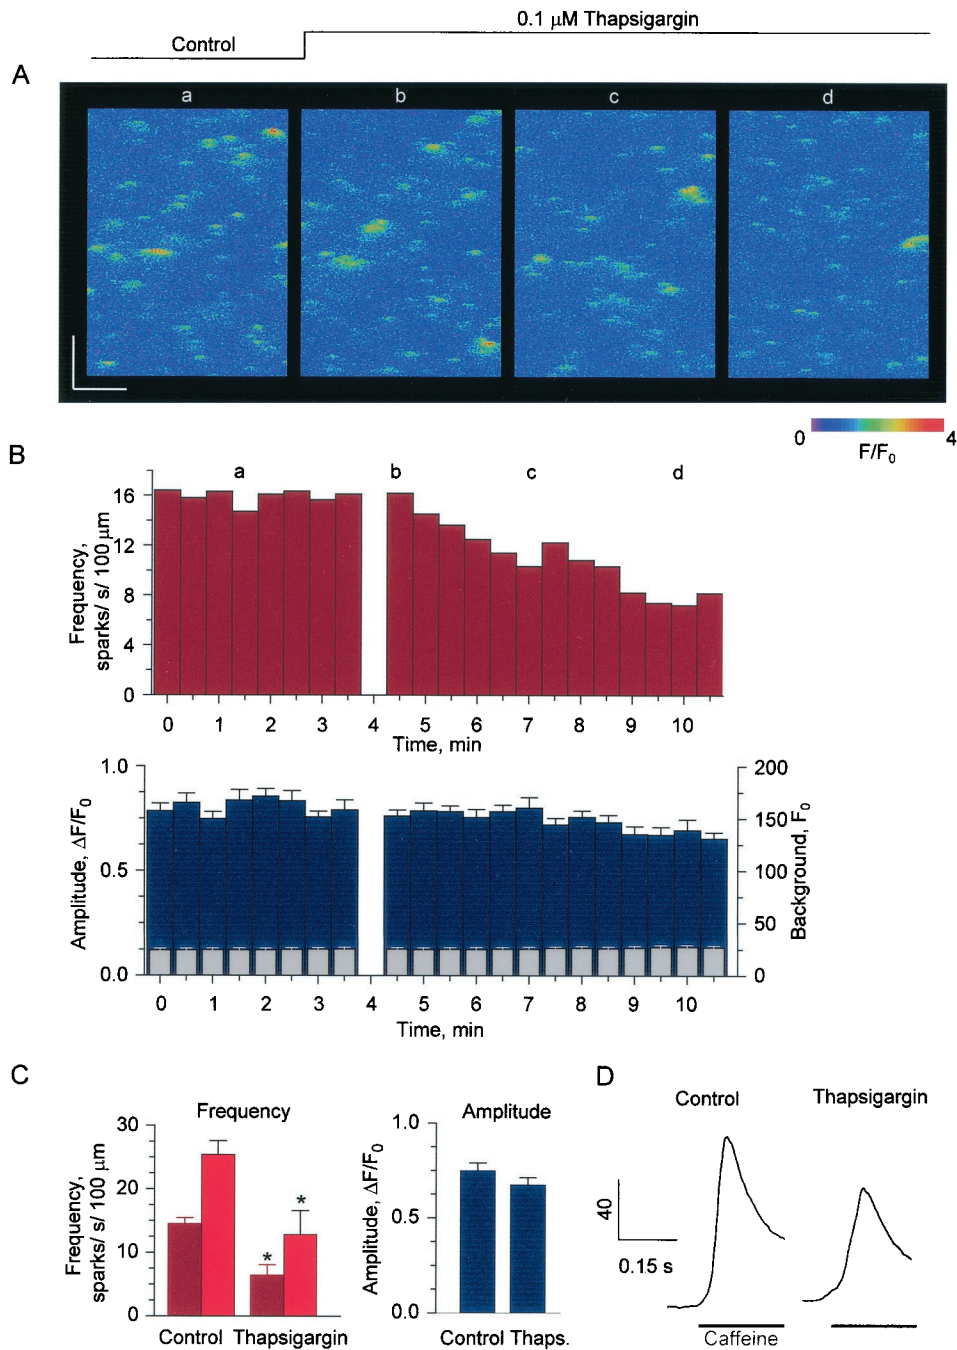 0.1 μM Thapsigargin
Control
A
a b c d
0 4
F/F0
B
a b c d
Frequency,
sparks/ s/ 100 μm
16
12
8
4
0
0 1 2 3 4 5 6 7 8 9 10
Time, min
Amplitude, ΔF/F0
1.0
0.5
0.0
200
150
100
50
0
Background, F0
0 1 2 3 4 5 6 7 8 9 10
Time, min
C
Frequency
Frequency,
sparks/ s/ 100 μm
30
20
10
0
* *
Control Thapsigargin
Amplitude
Amplitude, ΔF/F0
1.0
0.5
0.0
Control Thaps.
D
Control Thapsigargin
40
0.15 s
Caffeine